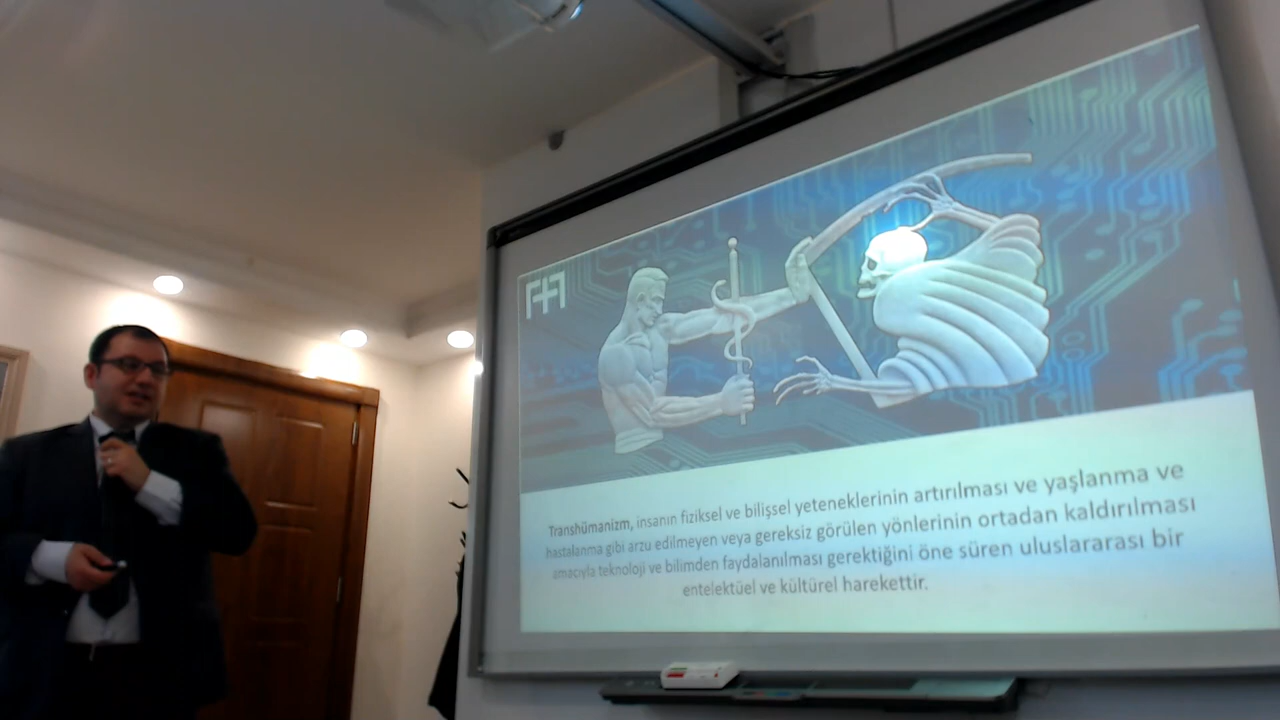 H+
Transhümanizm, insanın fiziksel ve bilişsel yeteneklerinin artırılması ve yaşlanma ve
hastalanma gibi arzu edilmeyen veya gereksiz görülen yönlerinin ortadan kaldırılması
amacıyla teknoloji ve bilimden faydalanılması gerektiğini öne süren uluslararası bir
entelektüel ve kültürel harekettir.